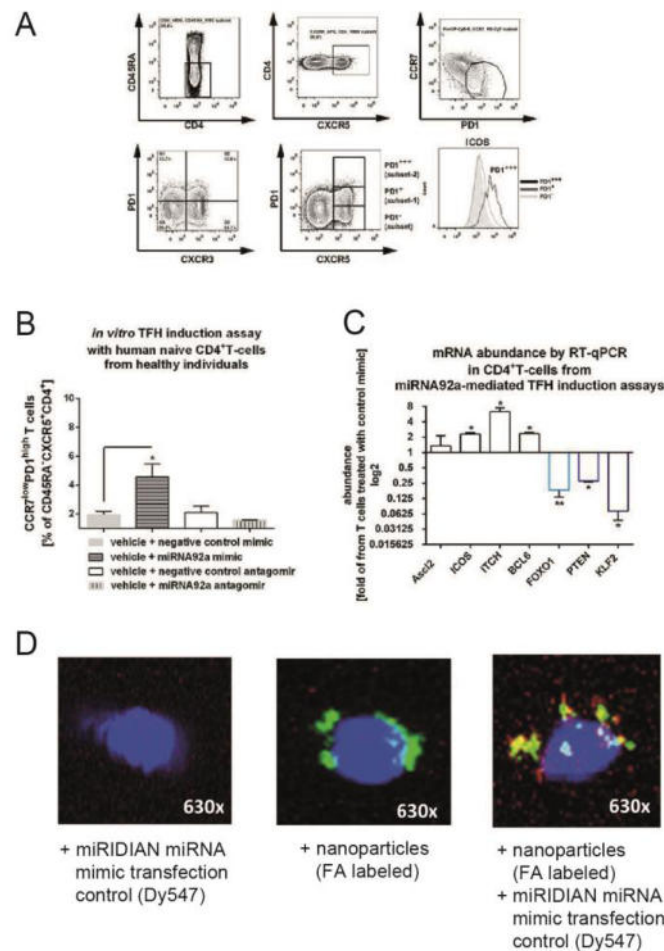 A
CD45RA
CD4
CD4
CXCR5
CCR7
PD1
PD1
CXCR3
PD1
CXCR5
PD1+++
[subset-2]
PD1+
[subset-1]
PD1-
[subset]
ICOS
PD1+++
PD1+++
PD1+
PD1-
B
in vitro TFH induction assay
with human naive CD4+T-cells
from healthy individuals
CCR7lowPD1high T cells
[% of CD45RA-CXCR5+CD4+]
10
8
6
4
2
*
vehicle + negative control mimic
vehicle + miRNA92a mimic
vehicle + negative control antagomir
vehicle + miRNA92a antagomir
C
mRNA abundance by RT-qPCR
in CD4+T-cells from
miRNA92a-mediated TFH induction assays
abundance
[fold of from T cells treated with control mimic]
log2
8
4
2
1
0.5
0.25
0.125
0.0625
0.03125
0.015625
* * * ** * *
Ascl2 ICOS ITCH BCL6 FOXO1 PTEN KLF2
D
630x
630x
630x
+ miRIDIAN miRNA
mimic transfection
control (Dy547)
+ nanoparticles
(FA labeled)
+ nanoparticles
(FA labeled)
+ miRIDIAN miRNA
mimic transfection
control (Dy547)